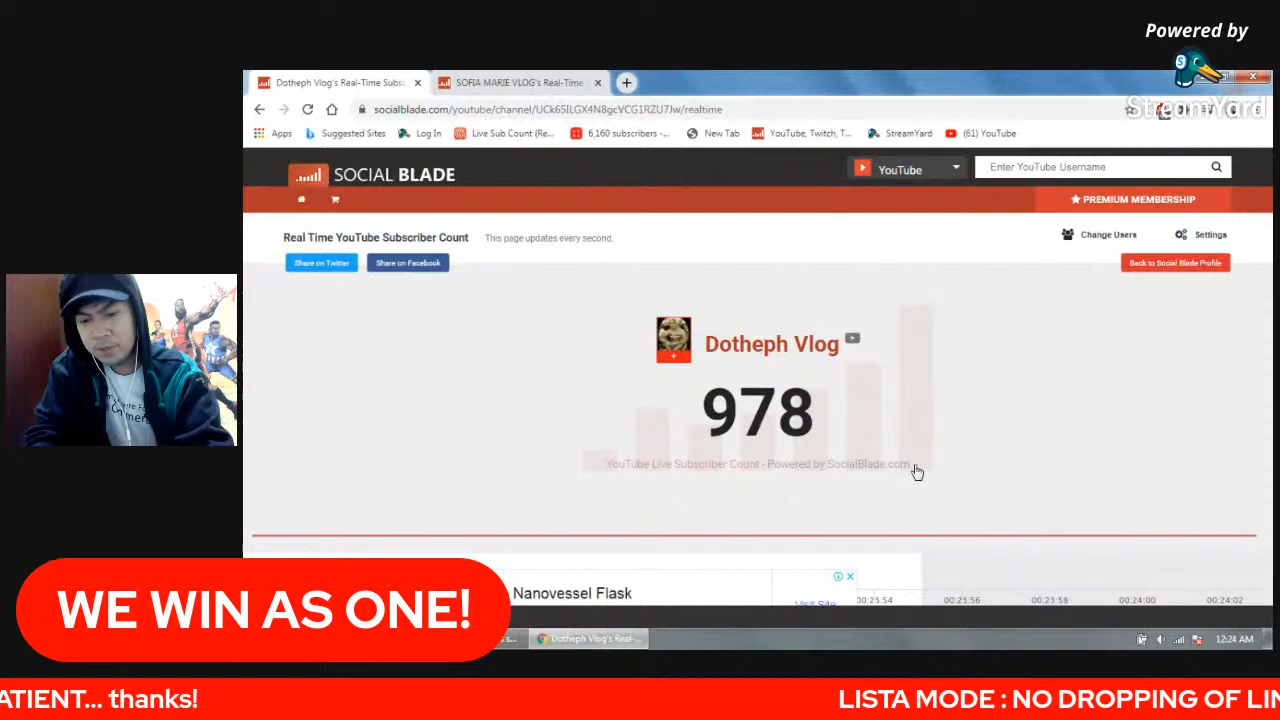 Powered by
StreamYard
Dotheph Vlog's Real-Time Subsc
SOFIA MARIE VLOG's Real-Time
socialblade.com/youtube/channel/UCk65ILGX4N8gcVCG1RZU7Jw/realtime
Apps
Suggested Sites
Log In
Live Sub Count (Re...
6,160 subscribers -...
New Tab
YouTube, Twitch, T...
StreamYard
(61) YouTube
SOCIAL BLADE
YouTube
Enter YouTube Username
PREMIUM MEMBERSHIP
Real Time YouTube Subscriber Count
This page updates every second.
Change Users
Settings
Share on Twitter
Share on Facebook
Back to Social Blade Profile
Dotheph Vlog
978
YouTube Live Subscriber Count - Powered by SocialBlade.com
Nanovessel Flask
Visit Site
00:23:54
00:23:56
00:23:58
00:24:00
00:24:02
WE WIN AS ONE!
Dotheph Vlog's Real-...
12:24 AM
ATIENT... thanks!
LISTA MODE : NO DROPPING OF LIN